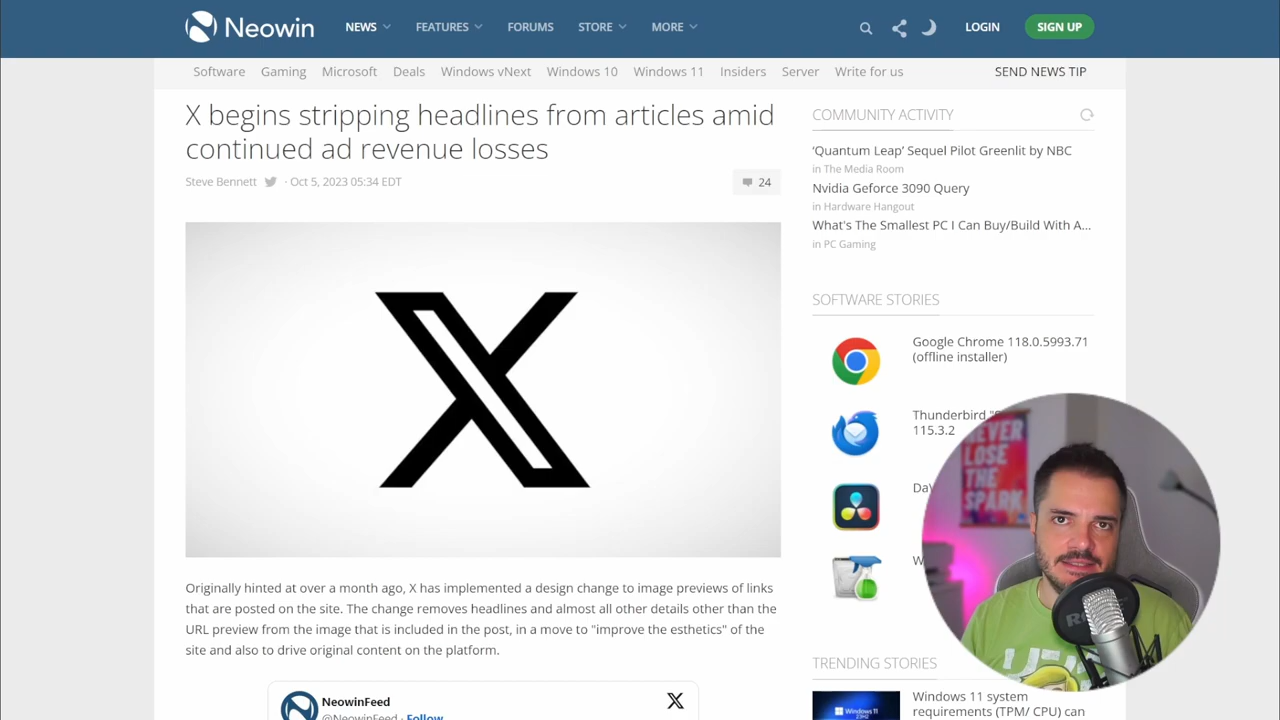 Neowin
NEWS
FEATURES
FORUMS
STORE
MORE
LOGIN
SIGN UP
Software
Gaming
Microsoft
Deals
Windows vNext
Windows 10
Windows 11
Insiders
Server
Write for us
SEND NEWS TIP
X begins stripping headlines from articles amid
continued ad revenue losses
Steve Bennett · Oct 5, 2023 05:34 EDT
24
X
Originally hinted at over a month ago, X has implemented a design change to image previews of links
that are posted on the site. The change removes headlines and almost all other details other than the
URL preview from the image that is included in the post, in a move to "improve the esthetics" of the
site and also to drive original content on the platform.
NeowinFeed
@NeowinFeed · Follow
X
COMMUNITY ACTIVITY
‘Quantum Leap’ Sequel Pilot Greenlit by NBC
in The Media Room
Nvidia Geforce 3090 Query
in Hardware Hangout
What's The Smallest PC I Can Buy/Build With A...
in PC Gaming
SOFTWARE STORIES
Google Chrome 118.0.5993.71
(offline installer)
Thunderbird
115.3.2
NEVER
LOSE
THE
SPARK
TRENDING STORIES
Windows 11 system
requirements (TPM/ CPU) can